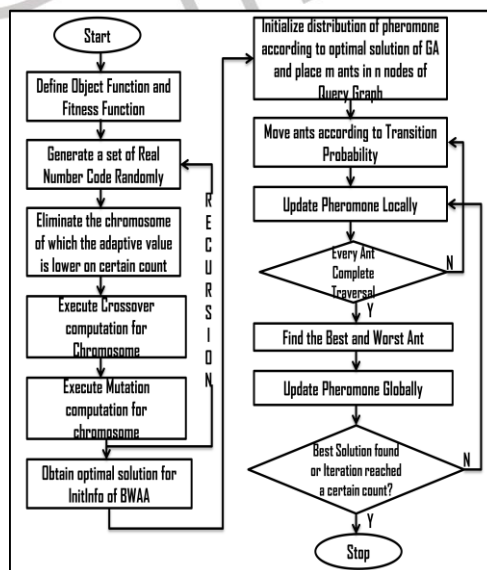 Start
Define Object Function and
Fitness Function
Generate a set of Real
Number Code Randomly
Eliminate the chromosome
of which the adaptive value
is lower on certain count
Execute Crossover
computation for
Chromosome
Execute Mutation
computation for
chromosome
Obtain optimal solution for
InitInfo of BWAA
R
E
C
U
R
S
I
O
N
Initialize distribution of pheromone
according to optimal solution of GA
and place m ants in n nodes of
Query Graph
Move ants according to Transition
Probability
Update Pheromone Locally
Every Ant
Complete
Traversal
N
Y
Find the Best and Worst Ant
Update Pheromone Globally
Best Solution found
or Iteration reached
a certain count?
N
Y
Stop